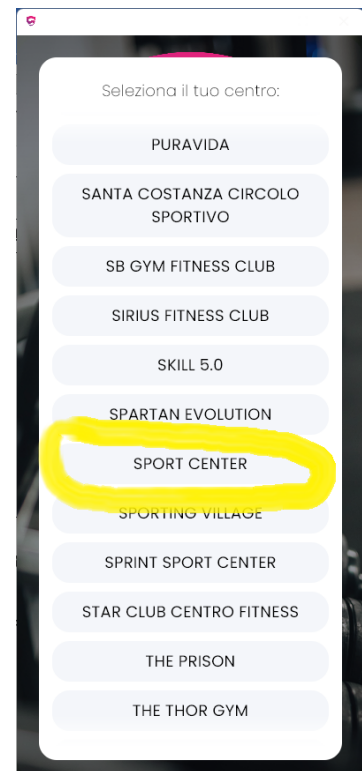 Seleziona il tuo centro:
PURAVIDA
SANTA COSTANZA CIRCOLO
SPORTIVO
SB GYM FITNESS CLUB
SIRIUS FITNESS CLUB
SKILL 5.0
SPARTAN EVOLUTION
SPORT CENTER
SPORTING VILLAGE
SPRINT SPORT CENTER
STAR CLUB CENTRO FITNESS
THE PRISON
THE THOR GYM